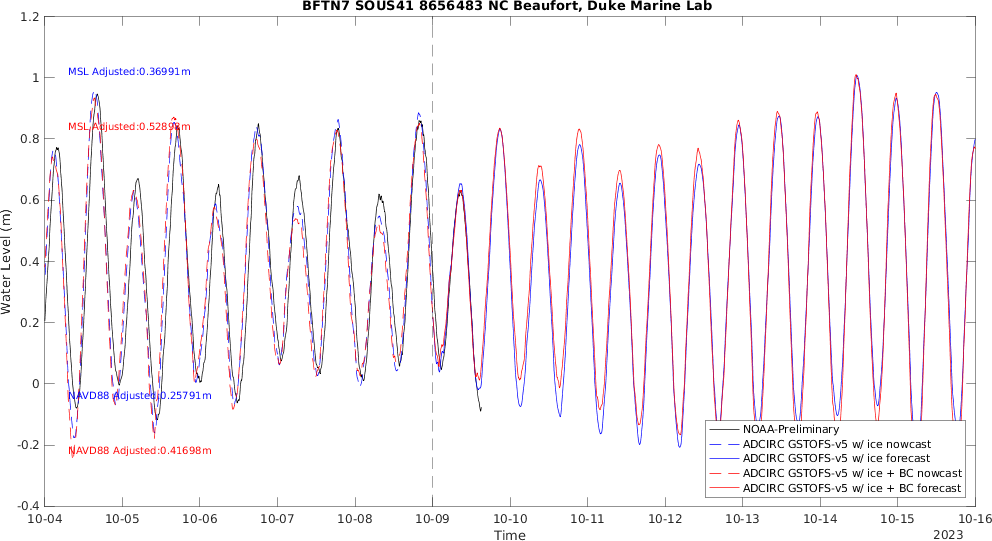 BFTN7 SOUS41 8656483 NC Beaufort, Duke Marine Lab
1.2
1
0.8
0.6
0.4
0.2
0
-0.2
-0.4
Water Level (m)
MSL Adjusted:0.36991m
MSL Adjusted:0.5289 m
NAVD88 Adjusted:0.25791m
NAVD88 Adjusted:0.41698m
NOAA-Preliminary
ADCIRC GSTOFS-v5 w/ ice nowcast
ADCIRC GSTOFS-v5 w/ ice forecast
ADCIRC GSTOFS-v5 w/ ice + BC nowcast
ADCIRC GSTOFS-v5 w/ ice + BC forecast
10-04 10-05 10-06 10-07 10-08 10-09 10-10 10-11 10-12 10-13 10-14 10-15 10-16
Time
2023